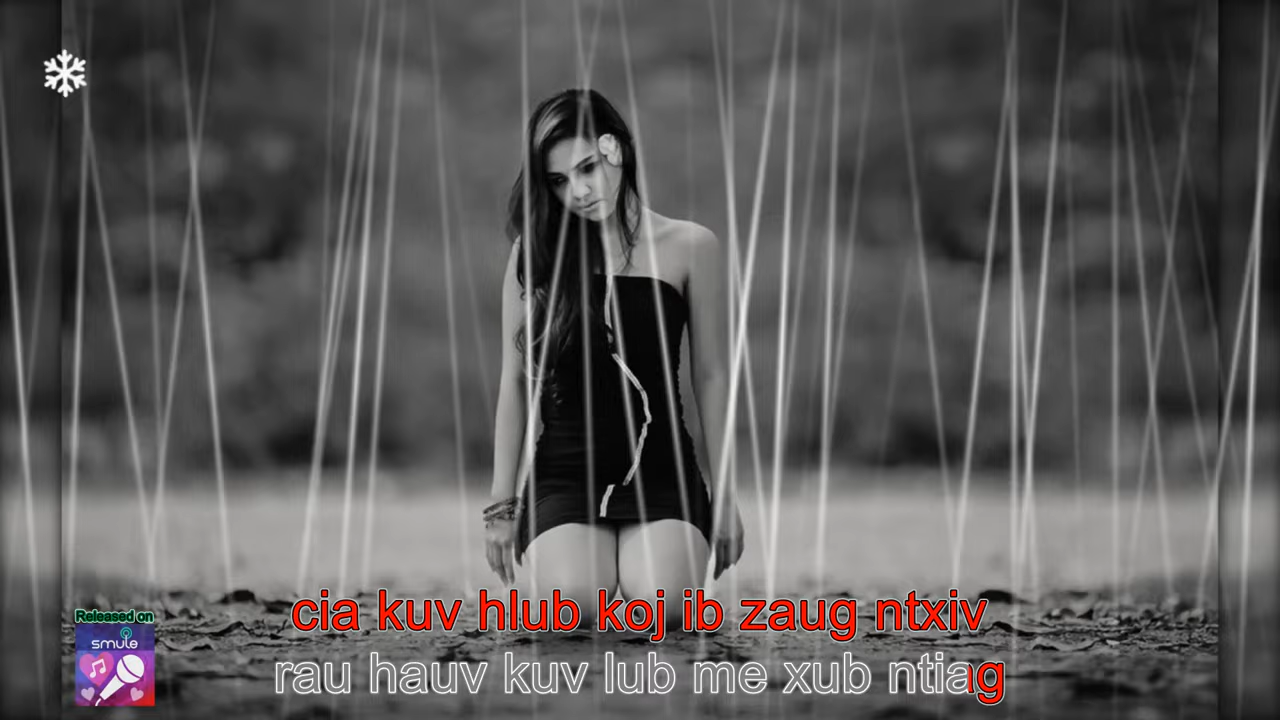 Released on
smule
cia kuv hlub koj ib zaug ntxiv
rau hauv kuv lub me xub ntiag